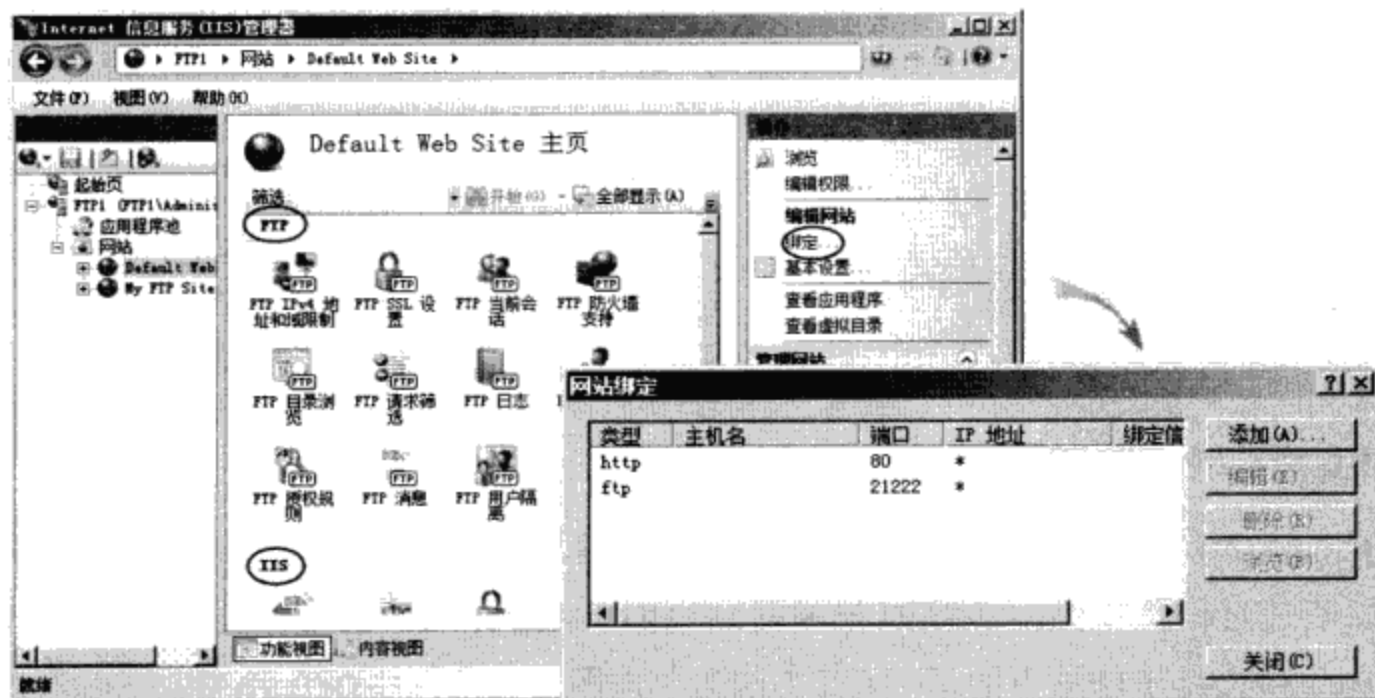 Internet 信息服务(IIS)管理器
FTP1 ▸ 网站 ▸ Default Web Site ▸
文件(F) 视图(V) 帮助(H)
起始页
FTP1 (FTP1\Administ
应用程序池
网站
Default Web
My FTP Site
Default Web Site 主页
筛选 开始(G) 全部显示(A)
FTP
FTP IPv4 地址和域限制
FTP SSL 设置
FTP 当前会话
FTP 防火墙支持
FTP 目录浏览
FTP 请求筛选
FTP 日志
FTP 授权规则
FTP 消息
FTP 用户隔离
IIS
功能视图 内容视图
就绪
操作
浏览
编辑权限...
编辑网站
绑定...
基本设置...
查看应用程序
查看虚拟目录
管理网站
网站绑定
类型 主机名 端口 IP 地址 绑定信
http 80 *
ftp 21222 *
添加(A)...
编辑(E)...
删除(R)
浏览(B)
关闭(C)